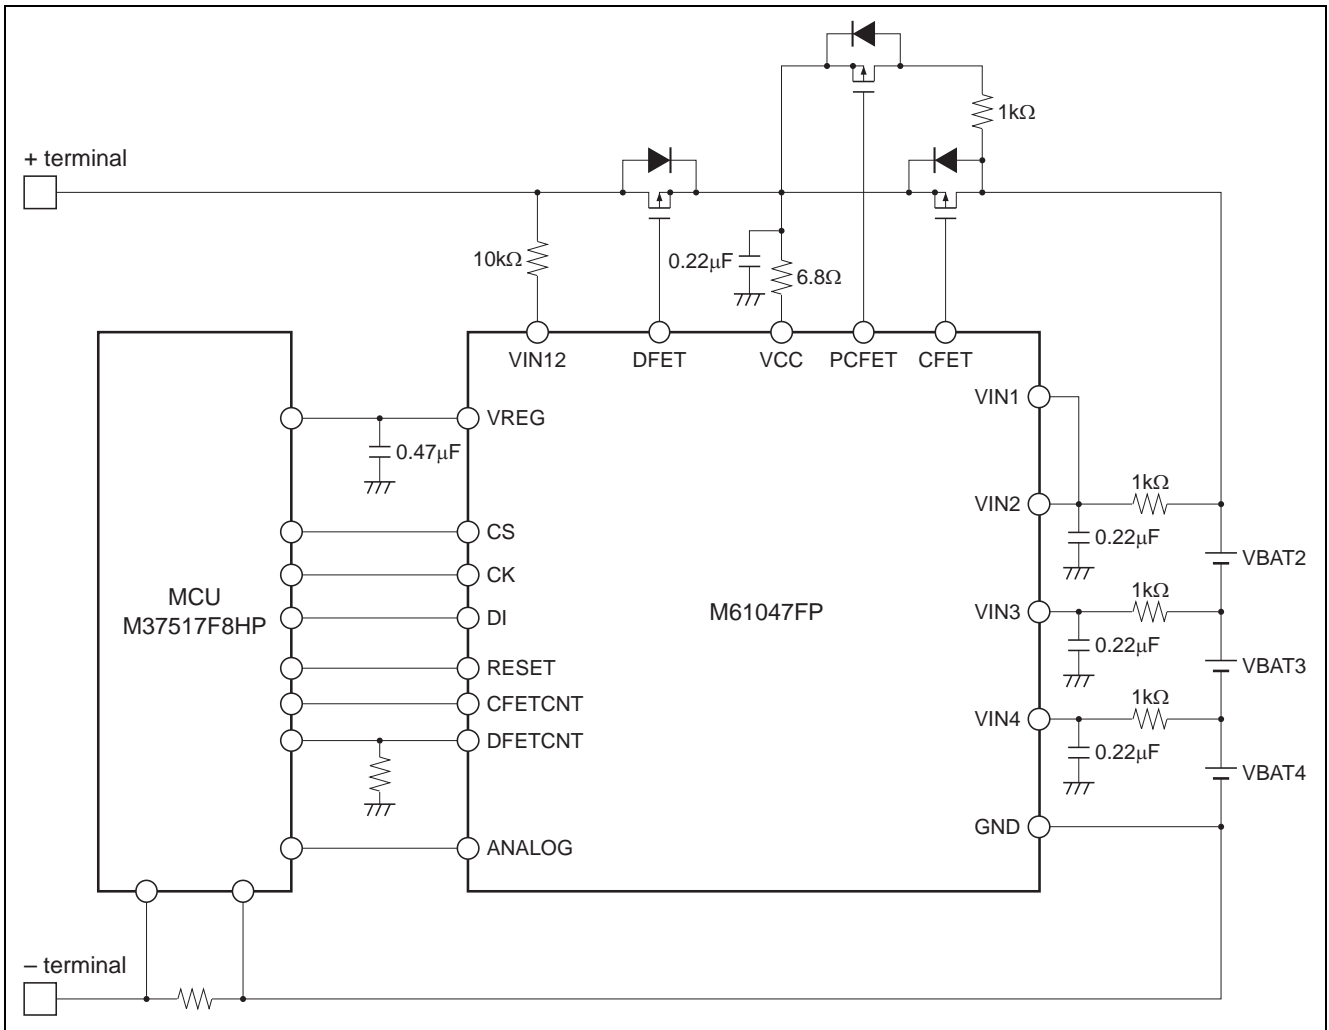 1kΩ
+ terminal
10kΩ
0.22μF
6.8Ω
VIN12
DFET
VCC
PCFET
CFET
VIN1
VREG
0.47μF
1kΩ
VIN2
0.22μF
CS
VBAT2
CK
1kΩ
MCU
M37517F8HP
M61047FP
VIN3
DI
0.22μF
RESET
VBAT3
CFETCNT
1kΩ
VIN4
DFETCNT
0.22μF
VBAT4
GND
ANALOG
– terminal